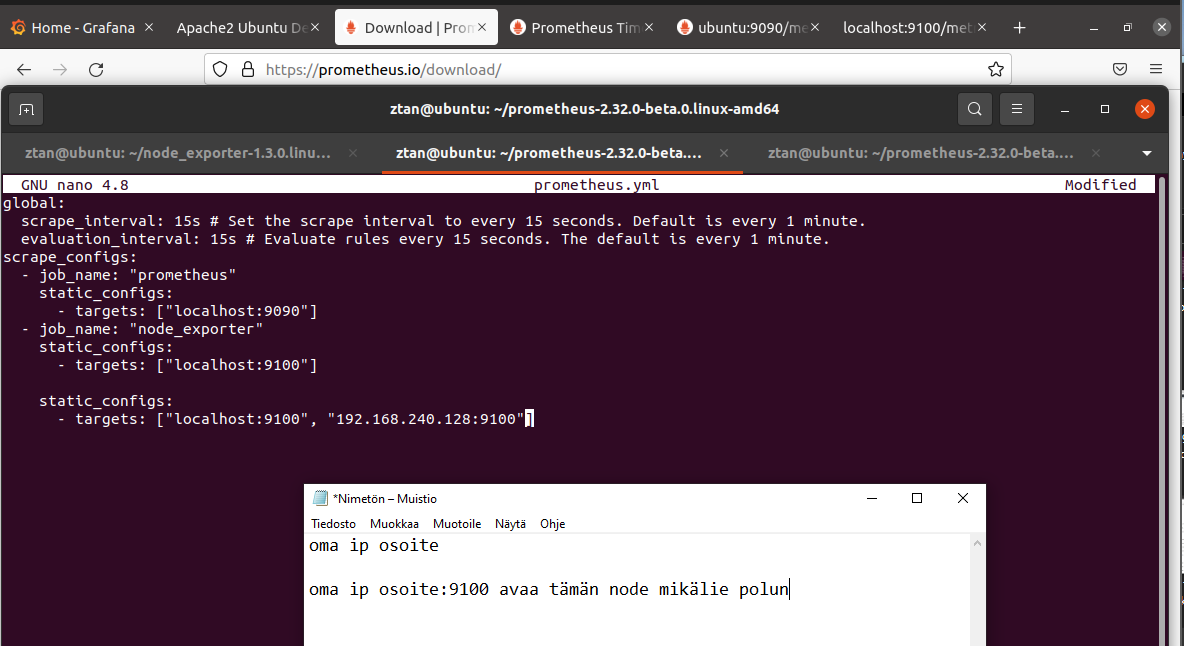 Home - Grafana
Apache2 Ubuntu De
Download | Pron
Prometheus Tim
ubuntu:9090/me
localhost:9100/met
https://prometheus.io/download/
ztan@ubuntu: ~/prometheus-2.32.0-beta.0.linux-amd64
ztan@ubuntu: ~/node_exporter-1.3.0.linu...
ztan@ubuntu: ~/prometheus-2.32.0-beta....
ztan@ubuntu: ~/prometheus-2.32.0-beta....
GNU nano 4.8 prometheus.yml Modified
global:
  scrape_interval: 15s # Set the scrape interval to every 15 seconds. Default is every 1 minute.
  evaluation_interval: 15s # Evaluate rules every 15 seconds. The default is every 1 minute.
scrape_configs:
  - job_name: "prometheus"
    static_configs:
      - targets: ["localhost:9090"]
  - job_name: "node_exporter"
    static_configs:
      - targets: ["localhost:9100"]
    static_configs:
      - targets: ["localhost:9100", "192.168.240.128:9100"]
*Nimetön – Muistio
Tiedosto Muokkaa Muotoile Näytä Ohje
oma ip osoite
oma ip osoite:9100 avaa tämän node mikälie polun